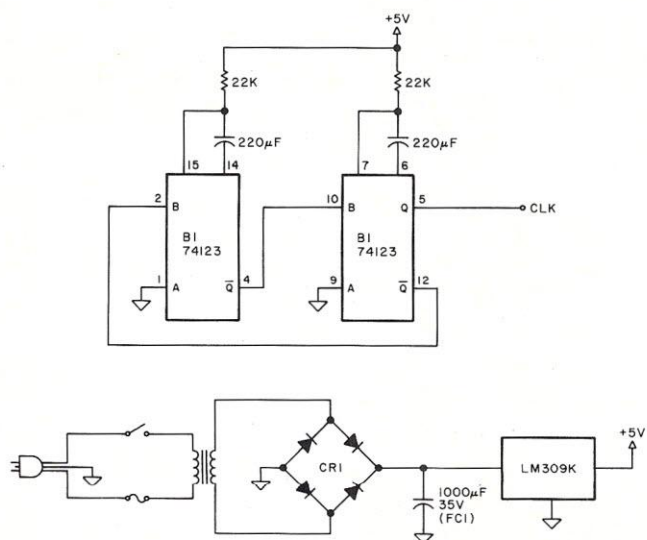 +5V
22K
22K
220µF
220µF
15
14
7
6
2
B
10
B
Q
5
CLK
B1
74123
B1
74123
1
A
Q̅
4
9
A
Q̅
12
+5V
CR1
LM309K
1000µF
35V
(FC1)